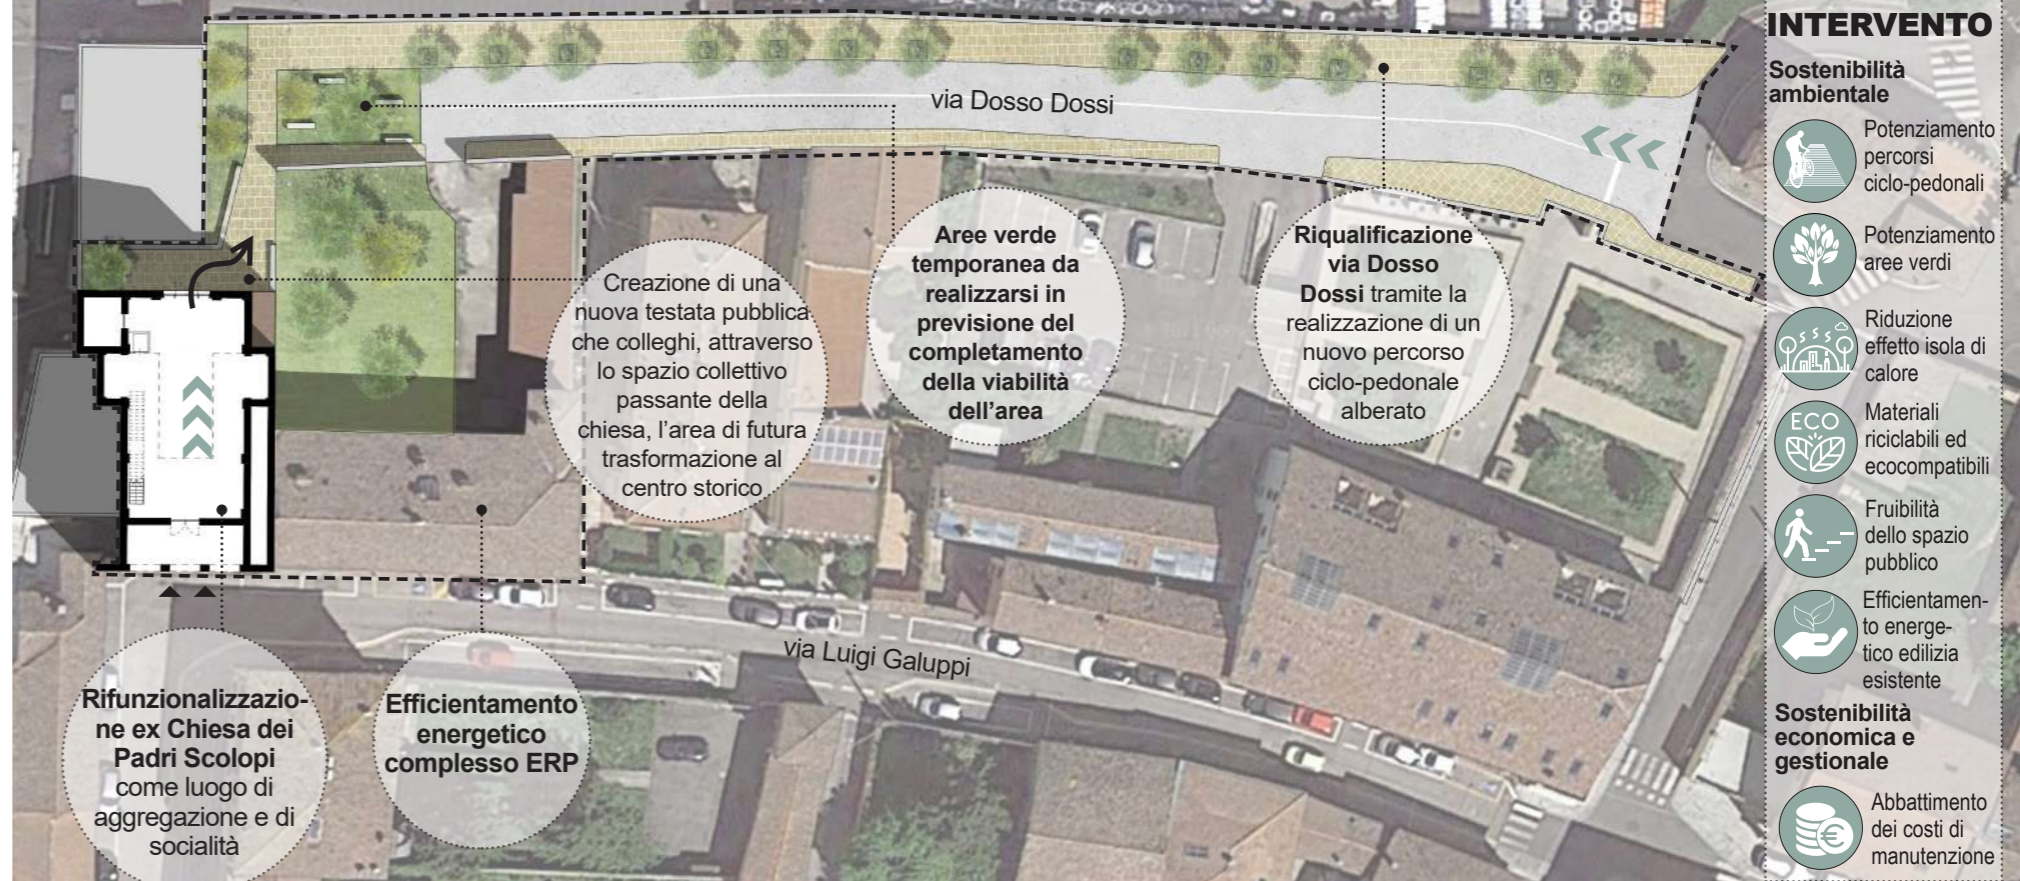 via Dosso Dossi
Creazione di una
nuova testata pubblica
che colleghi, attraverso
lo spazio collettivo
passante della
chiesa, l’area di futura
trasformazione al
centro storico
Aree verde
temporanea da
realizzarsi in
previsione del
completamento
della viabilità
dell’area
Riqualificazione
via Dosso
Dossi tramite la
realizzazione di un
nuovo percorso
ciclo-pedonale
alberato
via Luigi Galuppi
Rifunzionalizzazio-
ne ex Chiesa dei
Padri Scolopi
come luogo di
aggregazione e di
socialità
Efficientamento
energetico
complesso ERP
INTERVENTO
Sostenibilità
ambientale
Potenziamento
percorsi
ciclo-pedonali
Potenziamento
aree verdi
Riduzione
effetto isola di
calore
ECO
Materiali
riciclabili ed
ecocompatibili
Fruibilità
dello spazio
pubblico
Efficientamen-
to energe-
tico edilizia
esistente
Sostenibilità
economica e
gestionale
€
Abbattimento
dei costi di
manutenzione